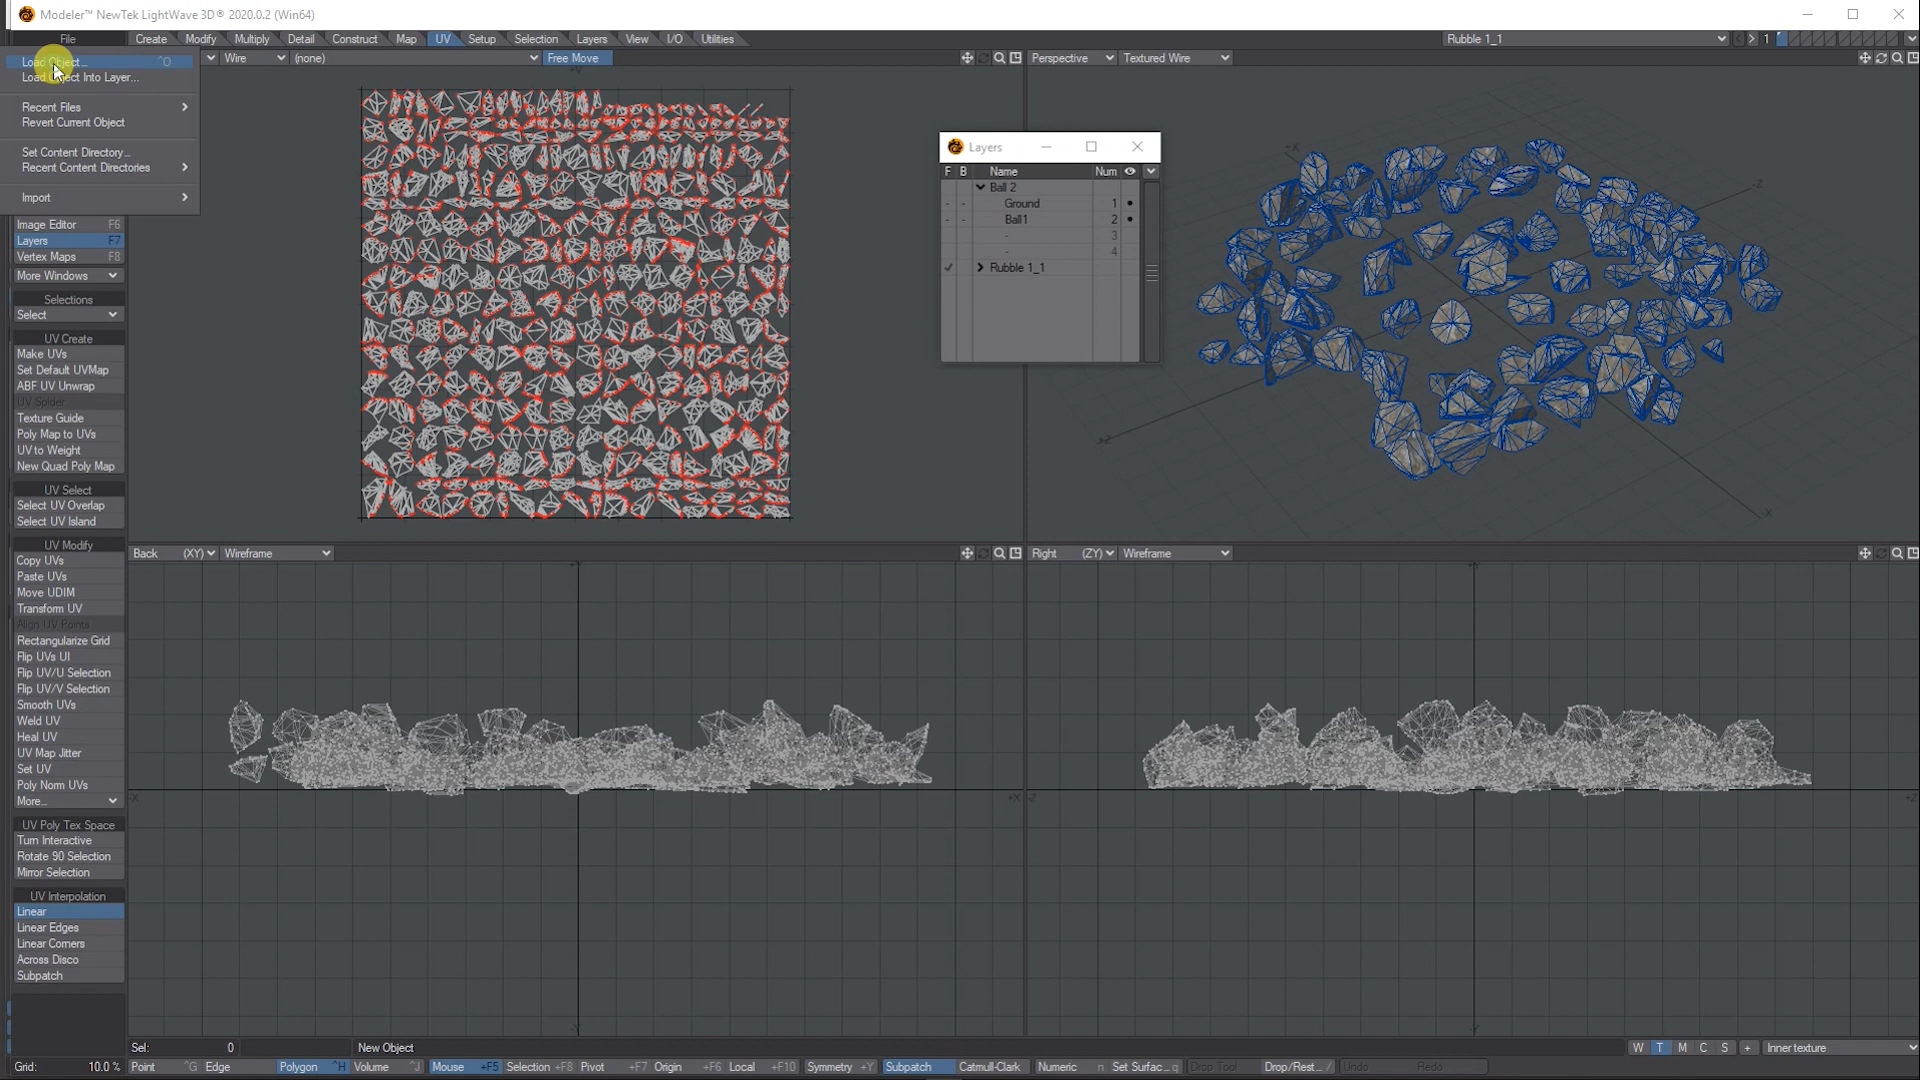 Modeler™ NewTek LightWave 3D® 2020.0.2 (Win64)
File Create Modify Multiply Detail Construct Map UV Setup Selection Layers View I/O Utilities Rubble 1_1 1
Load Object... ^O
Load Object Into Layer...
Recent Files
Revert Current Object
Set Content Directory...
Recent Content Directories
Import
Wire (none) Free Move
Perspective Textured Wire
Layers
F B Name Num
Ball 2
Ground 1
Ball1 2
- 3
- 4
Rubble 1_1
Image Editor F6
Layers F7
Vertex Maps F8
More Windows
Selections
Select
UV Create
Make UVs
Set Default UVMap
ABF UV Unwrap
UV Spider
Texture Guide
Poly Map to UVs
UV to Weight
New Quad Poly Map
UV Select
Select UV Overlap
Select UV Island
UV Modify
Copy UVs
Paste UVs
Move UDIM
Transform UV
Align UV Points
Rectangularize Grid
Flip UVs UI
Flip UV/U Selection
Flip UV/V Selection
Smooth UVs
Weld UV
Heal UV
UV Map Jitter
Set UV
Poly Norm UVs
More...
UV Poly Tex Space
Turn Interactive
Rotate 90 Selection
Mirror Selection
UV Interpolation
Linear
Linear Edges
Linear Corners
Across Disco
Subpatch
Back (XY) Wireframe
Right (ZY) Wireframe
Sel: 0 New Object W T M C S + Inner texture
Grid: 10.0 % Point ^G Edge Polygon ^H Volume ^J Mouse +F5 Selection +F8 Pivot +F7 Origin +F6 Local +F10 Symmetry +Y Subpatch Catmull-Clark Numeric n Set Surfac...q Drop Tool Drop/Rest... / Undo Redo